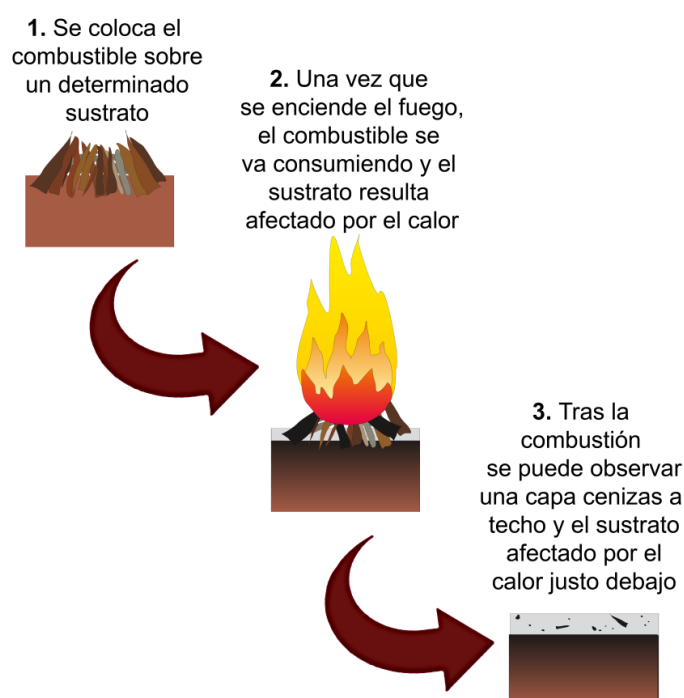 1. Se coloca el
combustible sobre
un determinado
sustrato
2. Una vez que
se enciende el fuego,
el combustible se
va consumiendo y el
sustrato resulta
afectado por el calor
3. Tras la
combustión
se puede observar
una capa cenizas a
techo y el sustrato
afectado por el
calor justo debajo